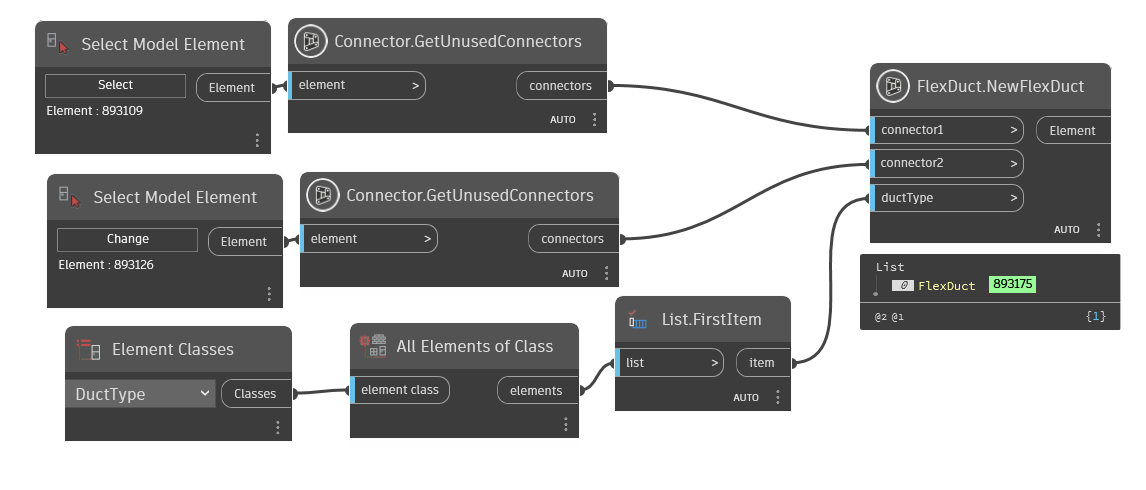 Select Model Element
Select
Element
Element : 893109
Connector.GetUnusedConnectors
element >
connectors
AUTO
Select Model Element
Change
Element
Element : 893126
Connector.GetUnusedConnectors
element >
connectors
AUTO
Element Classes
DuctType
Classes
All Elements of Class
element class
elements
List.FirstItem
list >
item
AUTO
FlexDuct.NewFlexDuct
connector1 >
Element
connector2 >
ductType >
AUTO
List
0 FlexDuct 893175
@2 @1 {1}